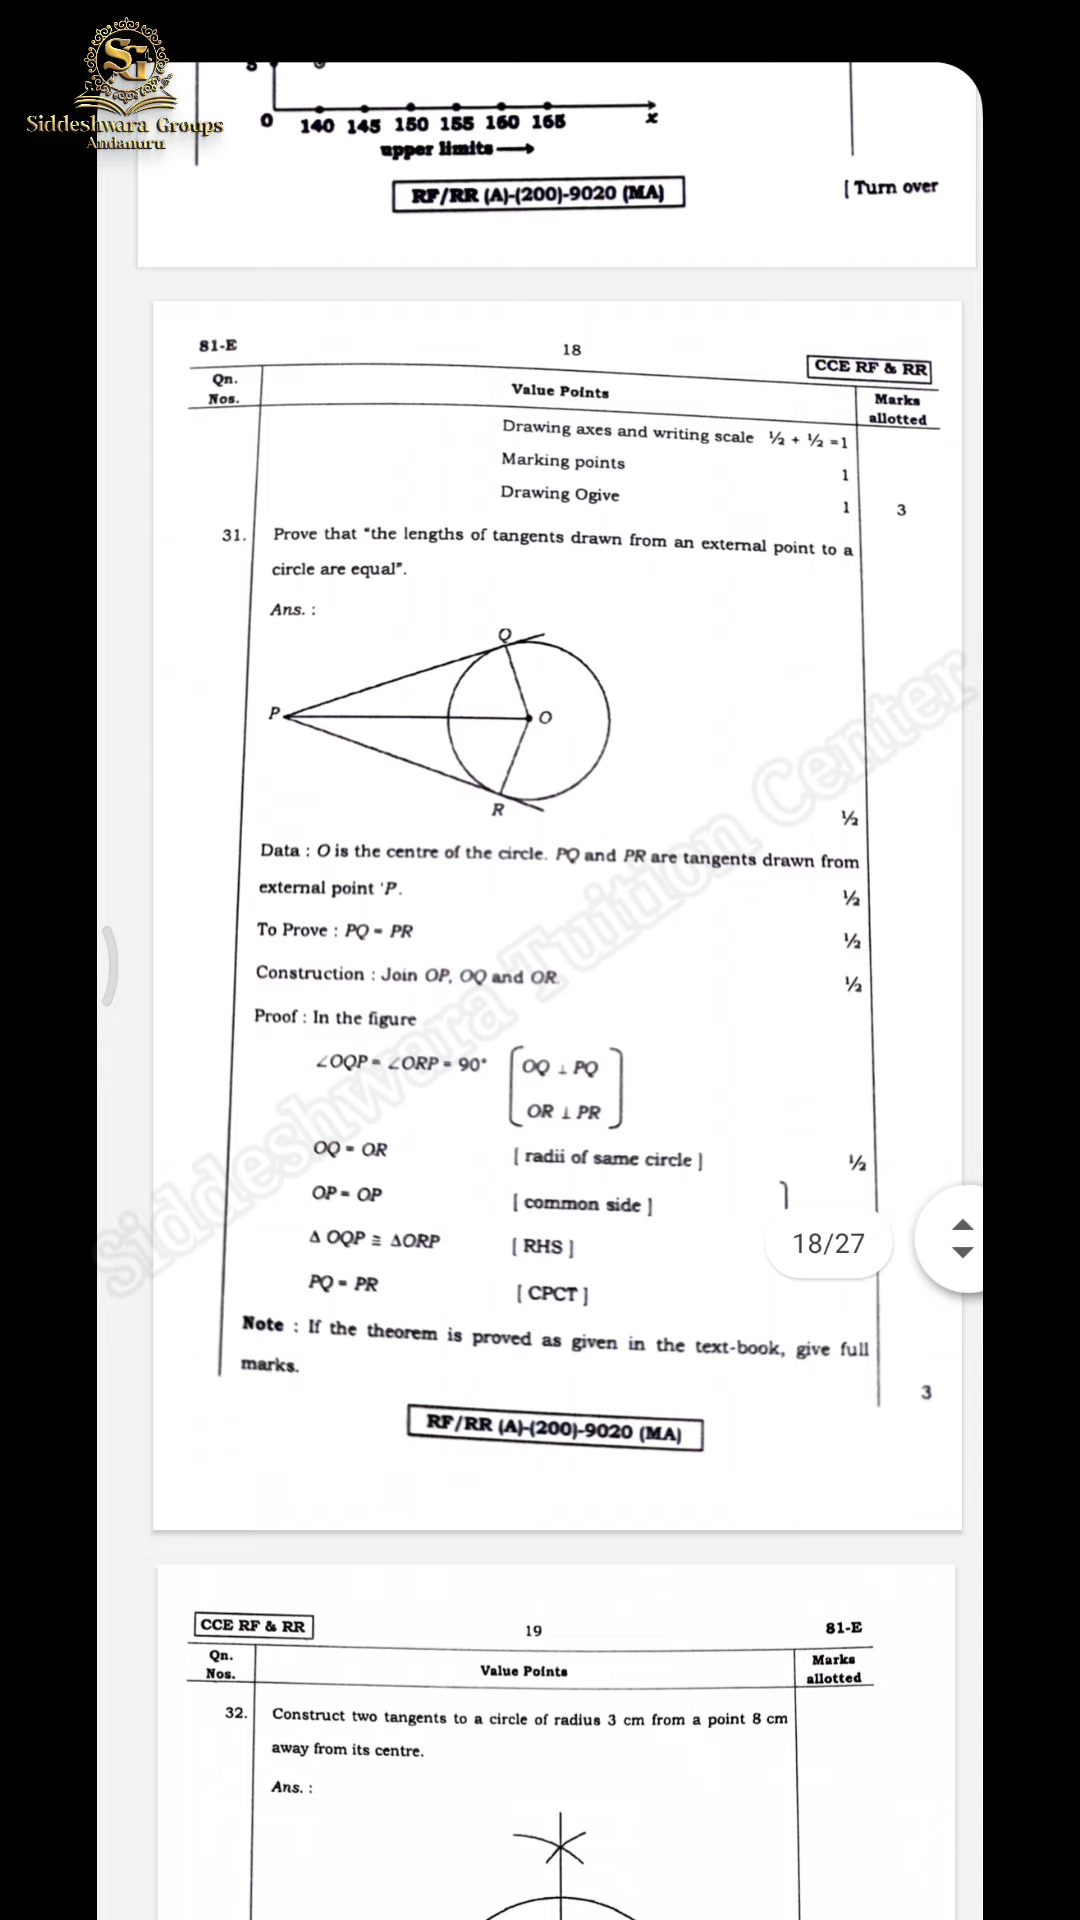 SG
Siddeshwara Groups
Andanuru
0 140 145 150 155 160 165 x
upper limits
RF/RR (A)-(200)-9020 (MA)
[ Turn over
81-E
18
CCE RF & RR
Qn.
Nos.
Value Points
Marks
allotted
Drawing axes and writing scale ½ + ½ = 1
Marking points 1
Drawing Ogive 1 3
31. Prove that "the lengths of tangents drawn from an external point to a
circle are equal".
Ans. :
Q
P
O
R
½
Data : O is the centre of the circle. PQ and PR are tangents drawn from
external point 'P. ½
To Prove : PQ = PR ½
Construction : Join OP, OQ and OR. ½
Proof : In the figure
∠OQP = ∠ORP = 90° [ OQ ⊥ PQ
OR ⊥ PR ]
OQ = OR [ radii of same circle ] ½
OP = OP [ common side ]
Δ OQP ≅ ΔORP [ RHS ]
18/27
PQ = PR [ CPCT ]
Note : If the theorem is proved as given in the text-book, give full
marks.
3
RF/RR (A)-(200)-9020 (MA)
Siddeshwara Tuition Center
CCE RF & RR
19
81-E
Qn.
Nos.
Value Points
Marks
allotted
32. Construct two tangents to a circle of radius 3 cm from a point 8 cm
away from its centre.
Ans. :